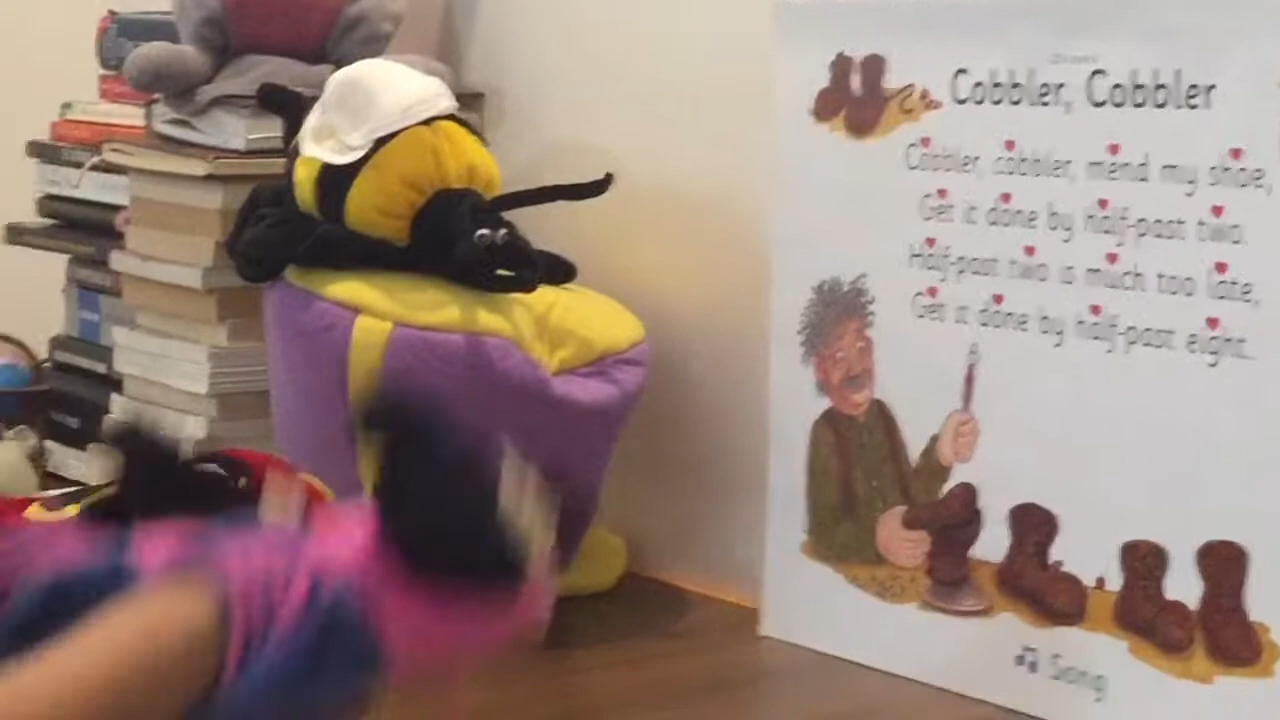 Cobbler, Cobbler
Cobbler, cobbler, mend my shoe,
Get it done by half-past two.
Half-past two is much too late,
Get it done by half-past eight.
Song